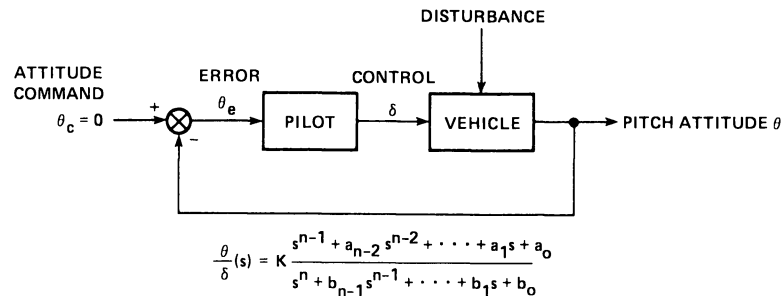 DISTURBANCE
ATTITUDE
COMMAND
ERROR
CONTROL
θc = 0
+
−
θe
PILOT
δ
VEHICLE
PITCH ATTITUDE θ
θ/δ (s) = K (s^{n-1} + a_{n-2} s^{n-2} + · · · · + a_1 s + a_o) / (s^n + b_{n-1} s^{n-1} + · · · · + b_1 s + b_o)